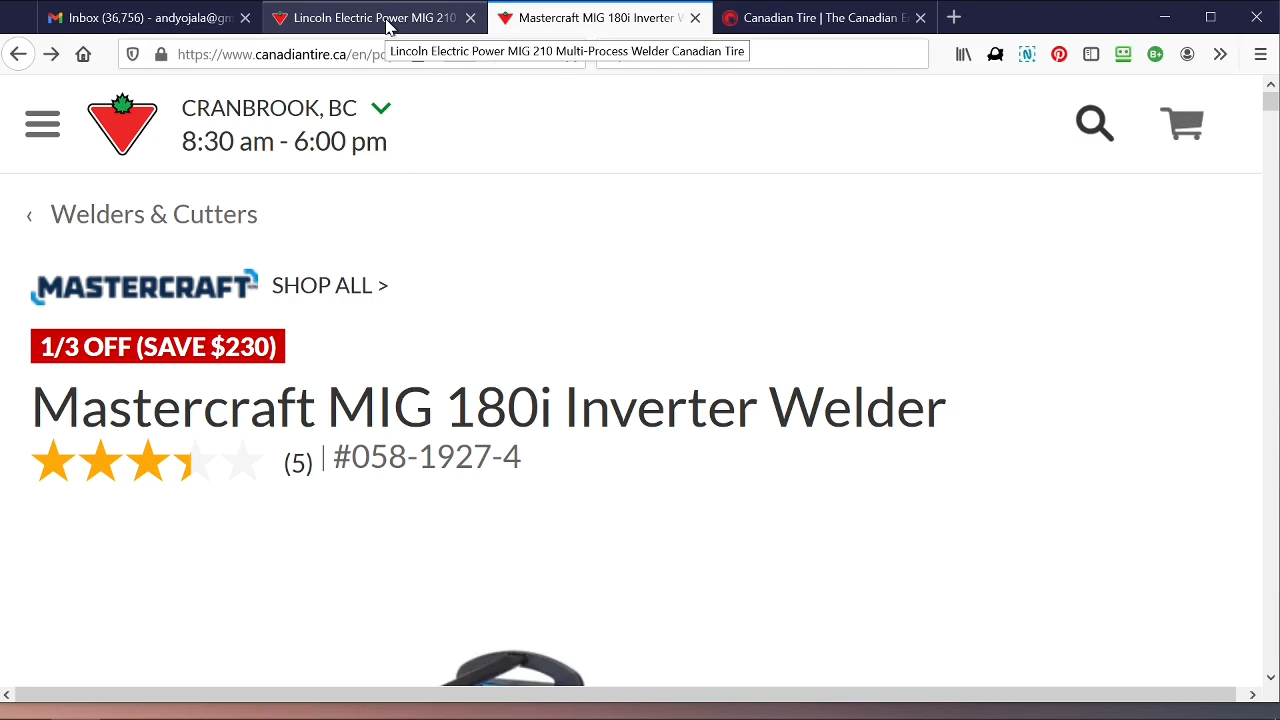 Inbox (36,756) - andyojala@gm
Lincoln Electric Power MIG 210
Mastercraft MIG 180i Inverter W
Canadian Tire | The Canadian E
https://www.canadiantire.ca/en/pd
Lincoln Electric Power MIG 210 Multi-Process Welder Canadian Tire
CRANBROOK, BC
8:30 am - 6:00 pm
‹ Welders & Cutters
MASTERCRAFT SHOP ALL >
1/3 OFF (SAVE $230)
Mastercraft MIG 180i Inverter Welder
(5) | #058-1927-4